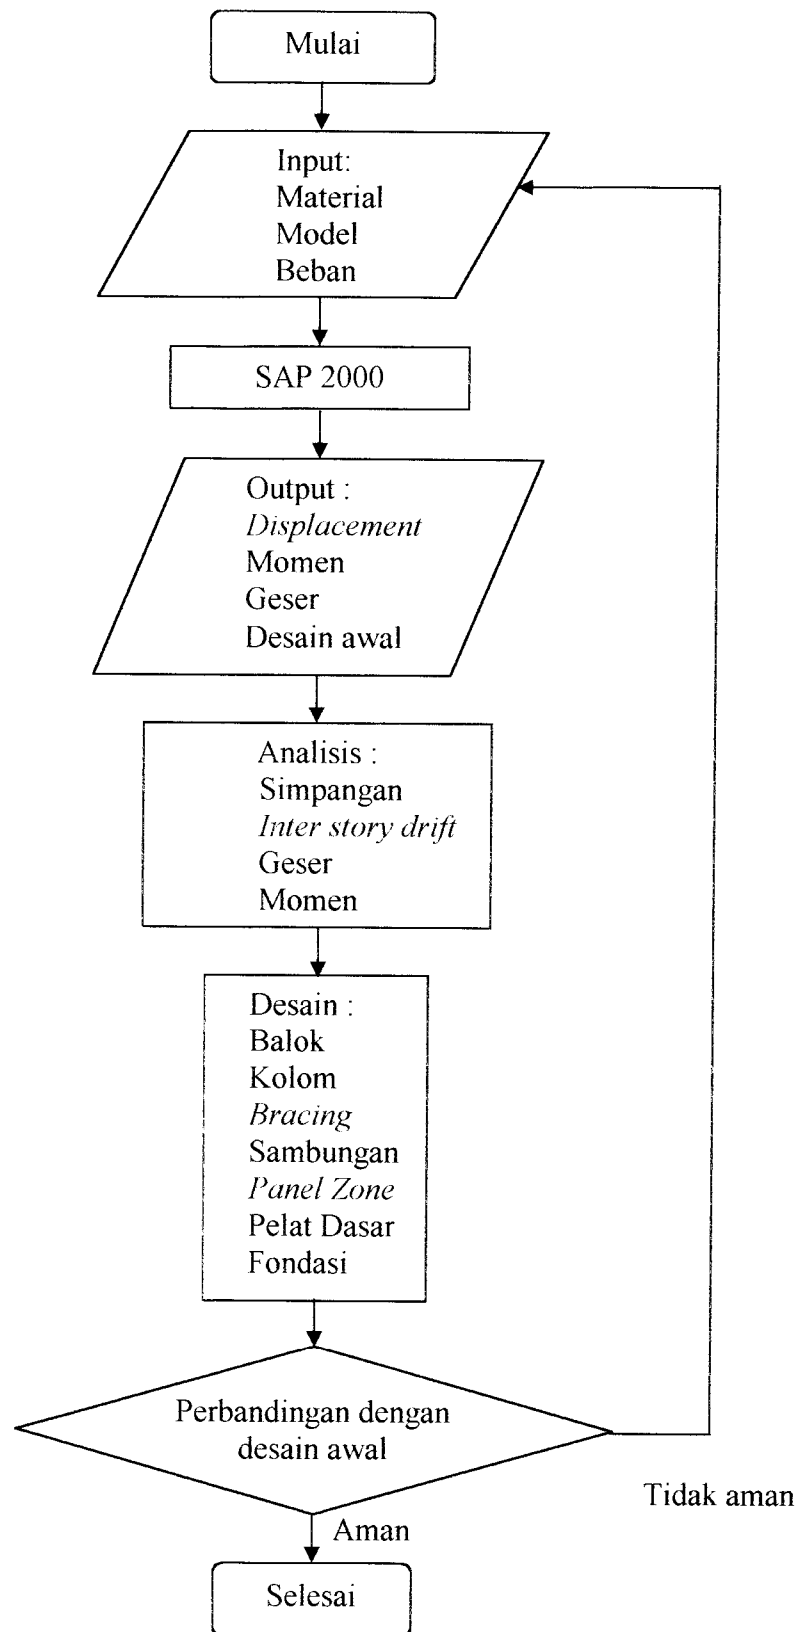 Mulai
Input:
Material
Model
Beban
SAP 2000
Output :
Displacement
Momen
Geser
Desain awal
Analisis :
Simpangan
Inter story drift
Geser
Momen
Desain :
Balok
Kolom
Bracing
Sambungan
Panel Zone
Pelat Dasar
Fondasi
Perbandingan dengan
desain awal
Tidak aman
Aman
Selesai